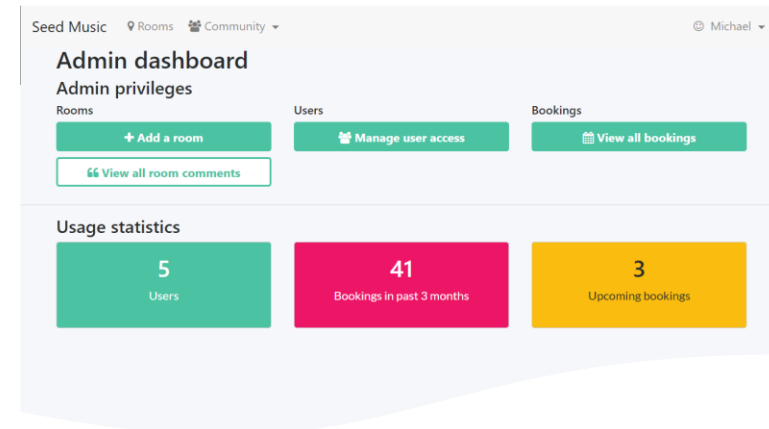 Seed Music Rooms Community Michael
Admin dashboard
Admin privileges
Rooms Users Bookings
Add a room Manage user access View all bookings
View all room comments
Usage statistics
5 41 3
Users Bookings in past 3 months Upcoming bookings